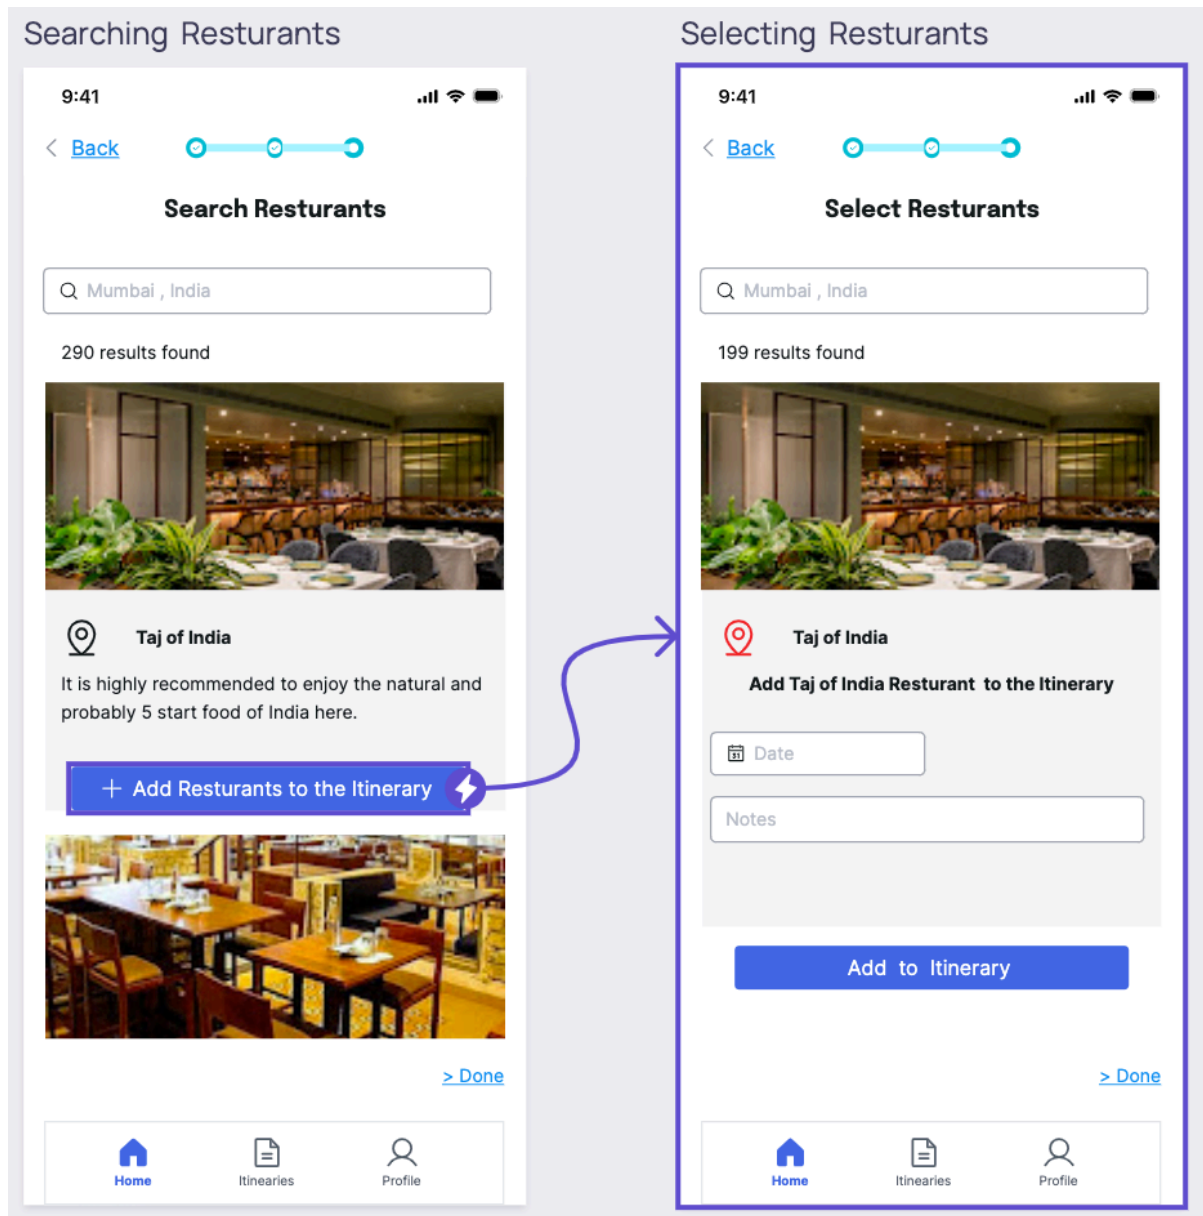 Searching Resturants
9:41
Back
Search Resturants
Mumbai , India
290 results found
Taj of India
It is highly recommended to enjoy the natural and
probably 5 start food of India here.
+ Add Resturants to the Itinerary
> Done
Home
Itinearies
Profile
Selecting Resturants
9:41
Back
Select Resturants
Mumbai , India
199 results found
Taj of India
Add Taj of India Resturant to the Itinerary
31
Date
Notes
Add to Itinerary
> Done
Home
Itinearies
Profile